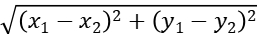 √(x₁ − x₂)² + (y₁ − y₂)²